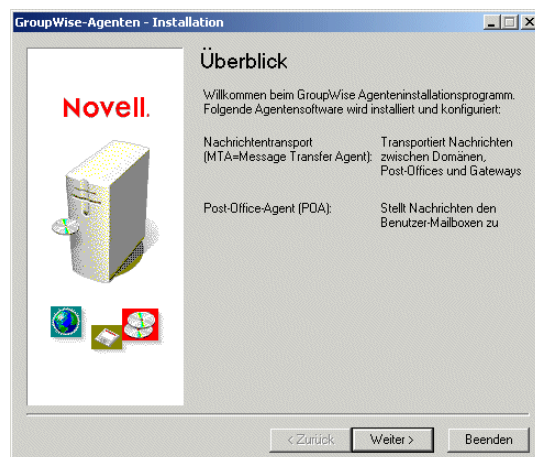 GroupWise-Agenten - Installation
Novell.
Überblick
Willkommen beim GroupWise Agenteninstallationsprogramm.
Folgende Agentensoftware wird installiert und konfiguriert:
Nachrichtentransport
(MTA=Message Transfer Agent):
Transportiert Nachrichten
zwischen Domänen,
Post-Offices und Gateways
Post-Office-Agent (POA):
Stellt Nachrichten den
Benutzer-Mailboxen zu
< Zurück
Weiter >
Beenden